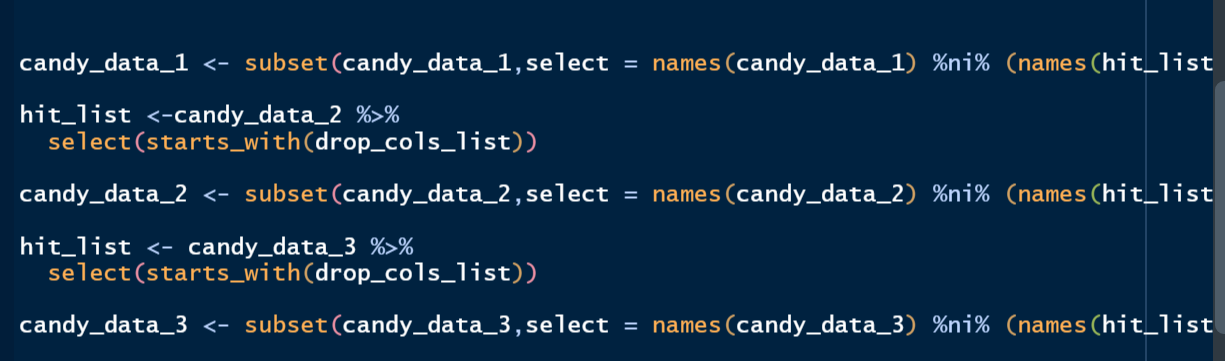 candy_data_1 <- subset(candy_data_1,select = names(candy_data_1) %ni% (names(hit_list
hit_list <-candy_data_2 %>%
  select(starts_with(drop_cols_list))
candy_data_2 <- subset(candy_data_2,select = names(candy_data_2) %ni% (names(hit_list
hit_list <- candy_data_3 %>%
  select(starts_with(drop_cols_list))
candy_data_3 <- subset(candy_data_3,select = names(candy_data_3) %ni% (names(hit_list